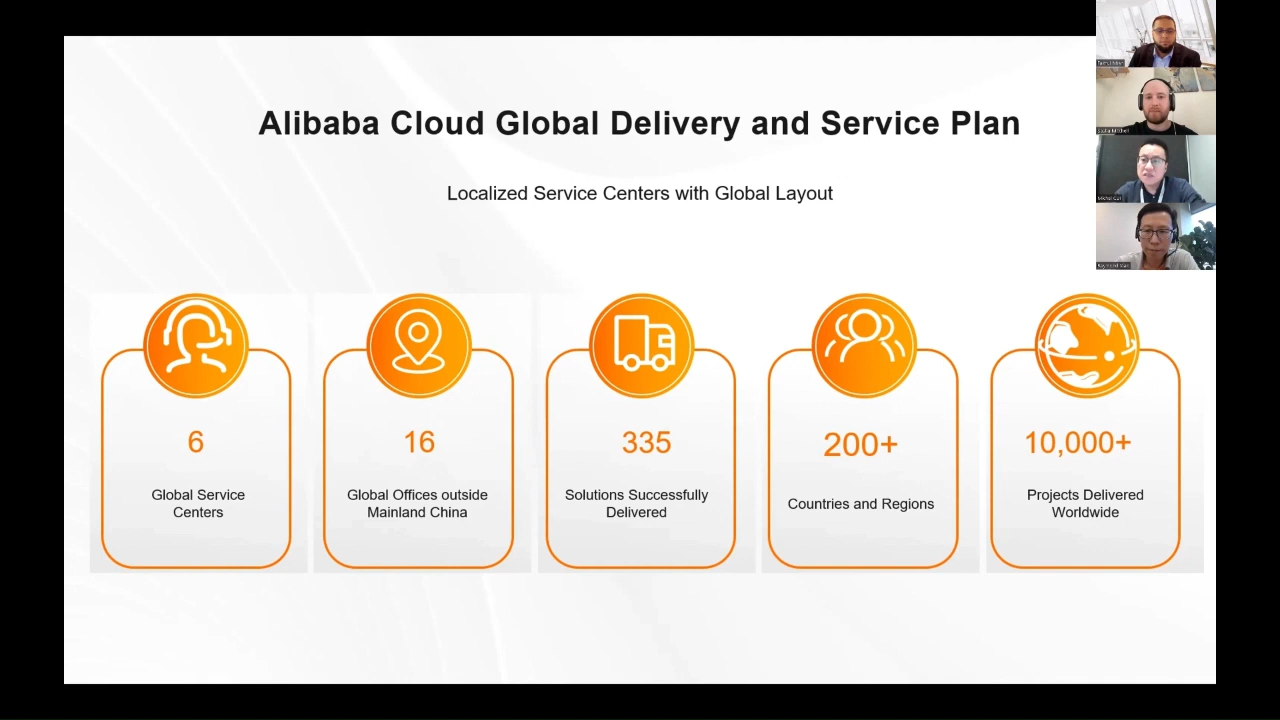 Alibaba Cloud Global Delivery and Service Plan
Localized Service Centers with Global Layout
6
Global Service
Centers
16
Global Offices outside
Mainland China
335
Solutions Successfully
Delivered
200+
Countries and Regions
10,000+
Projects Delivered
Worldwide